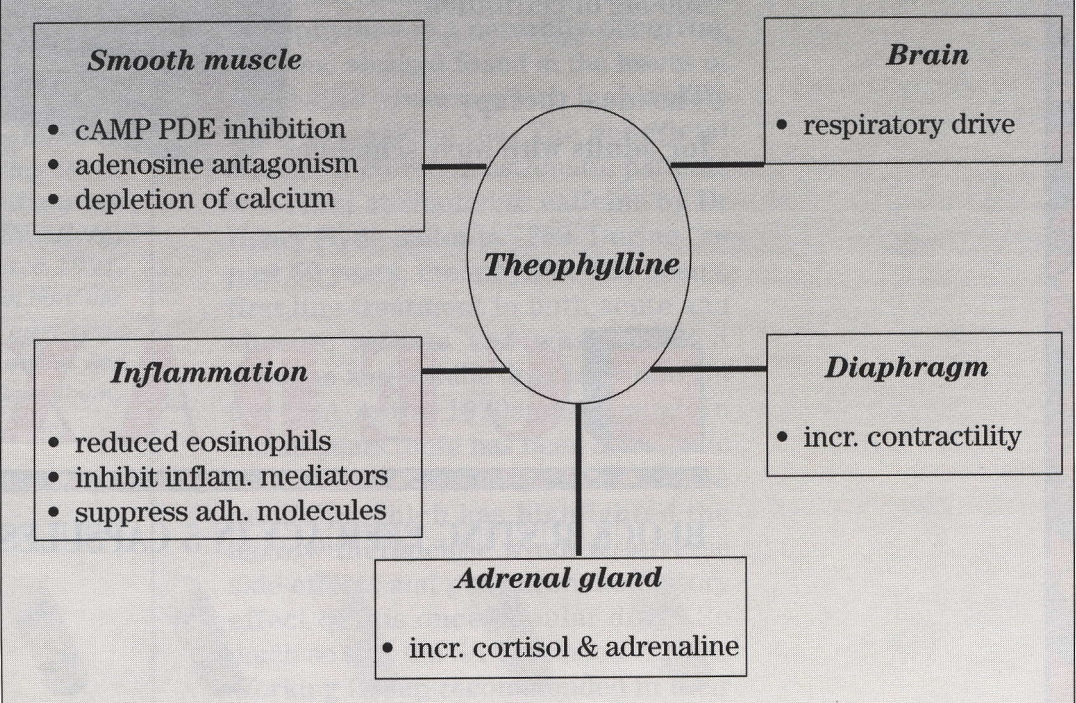 Smooth muscle
• cAMP PDE inhibition
• adenosine antagonism
• depletion of calcium
Brain
• respiratory drive
Theophylline
Inflammation
• reduced eosinophils
• inhibit inflam. mediators
• suppress adh. molecules
Diaphragm
• incr. contractility
Adrenal gland
• incr. cortisol & adrenaline